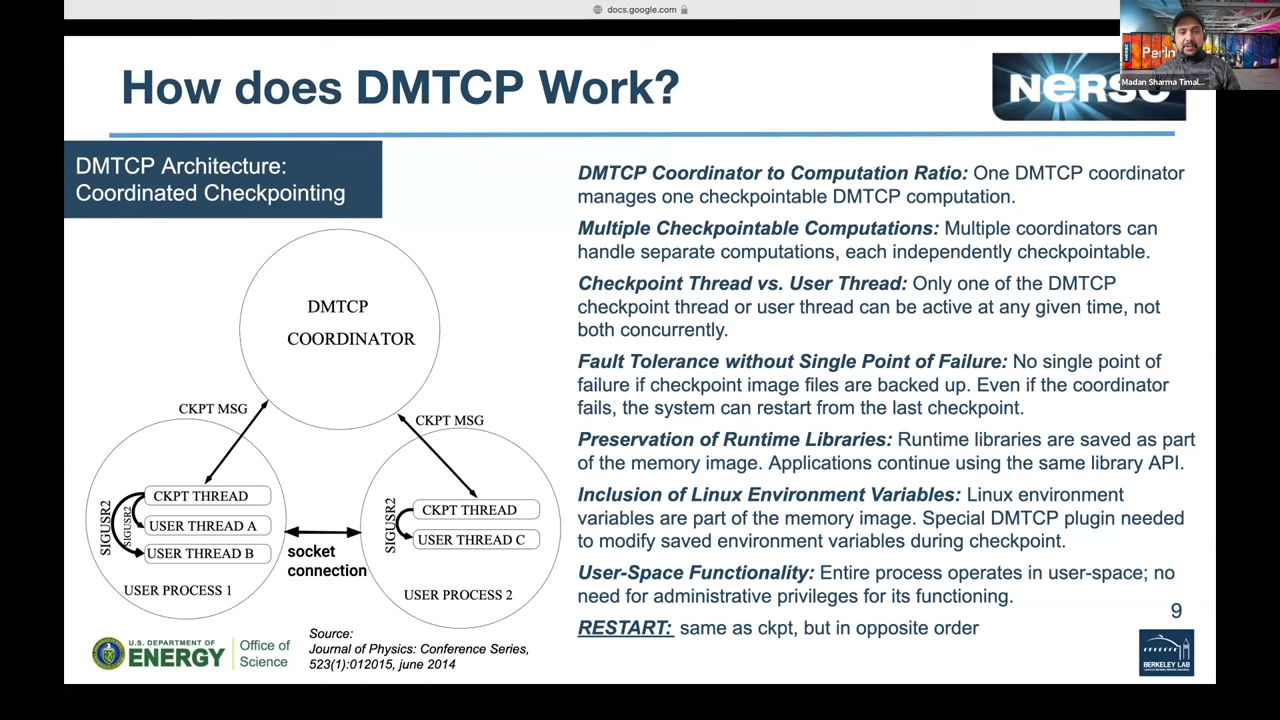 docs.google.com
How does DMTCP Work?
NERSC
Perlm
Madan Sharma Timal...
DMTCP Architecture:
Coordinated Checkpointing
DMTCP
COORDINATOR
CKPT MSG
CKPT MSG
CKPT THREAD
USER THREAD A
USER THREAD B
SIGUSR2
SIGUSR2
USER PROCESS 1
socket
connection
CKPT THREAD
USER THREAD C
SIGUSR2
USER PROCESS 2
DMTCP Coordinator to Computation Ratio: One DMTCP coordinator
manages one checkpointable DMTCP computation.
Multiple Checkpointable Computations: Multiple coordinators can
handle separate computations, each independently checkpointable.
Checkpoint Thread vs. User Thread: Only one of the DMTCP
checkpoint thread or user thread can be active at any given time, not
both concurrently.
Fault Tolerance without Single Point of Failure: No single point of
failure if checkpoint image files are backed up. Even if the coordinator
fails, the system can restart from the last checkpoint.
Preservation of Runtime Libraries: Runtime libraries are saved as part
of the memory image. Applications continue using the same library API.
Inclusion of Linux Environment Variables: Linux environment
variables are part of the memory image. Special DMTCP plugin needed
to modify saved environment variables during checkpoint.
User-Space Functionality: Entire process operates in user-space; no
need for administrative privileges for its functioning.
RESTART: same as ckpt, but in opposite order
9
U.S. DEPARTMENT OF
ENERGY
Office of
Science
Source:
Journal of Physics: Conference Series,
523(1):012015, june 2014
BERKELEY LAB